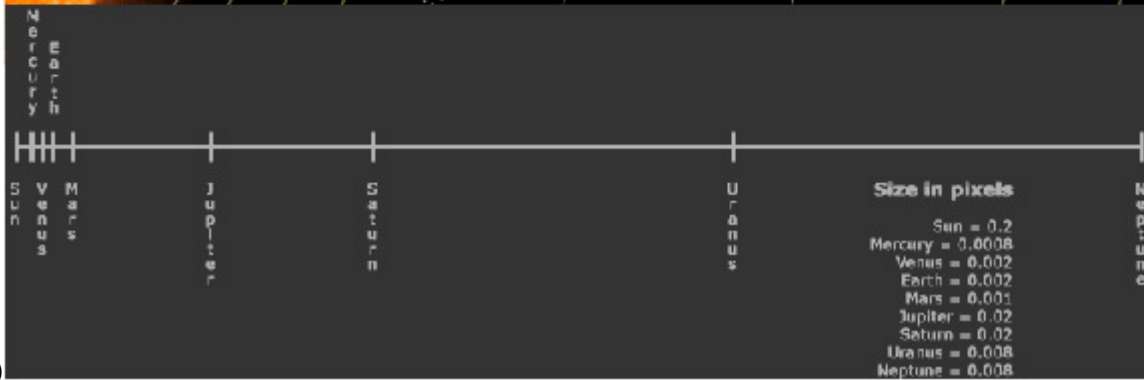 Mercury
Earth
Sun
Venus
Mars
Jupiter
Saturn
Uranus
Neptune
Size in pixels
Sun = 0.2
Mercury = 0.0008
Venus = 0.002
Earth = 0.002
Mars = 0.001
Jupiter = 0.02
Saturn = 0.02
Uranus = 0.008
Neptune = 0.008